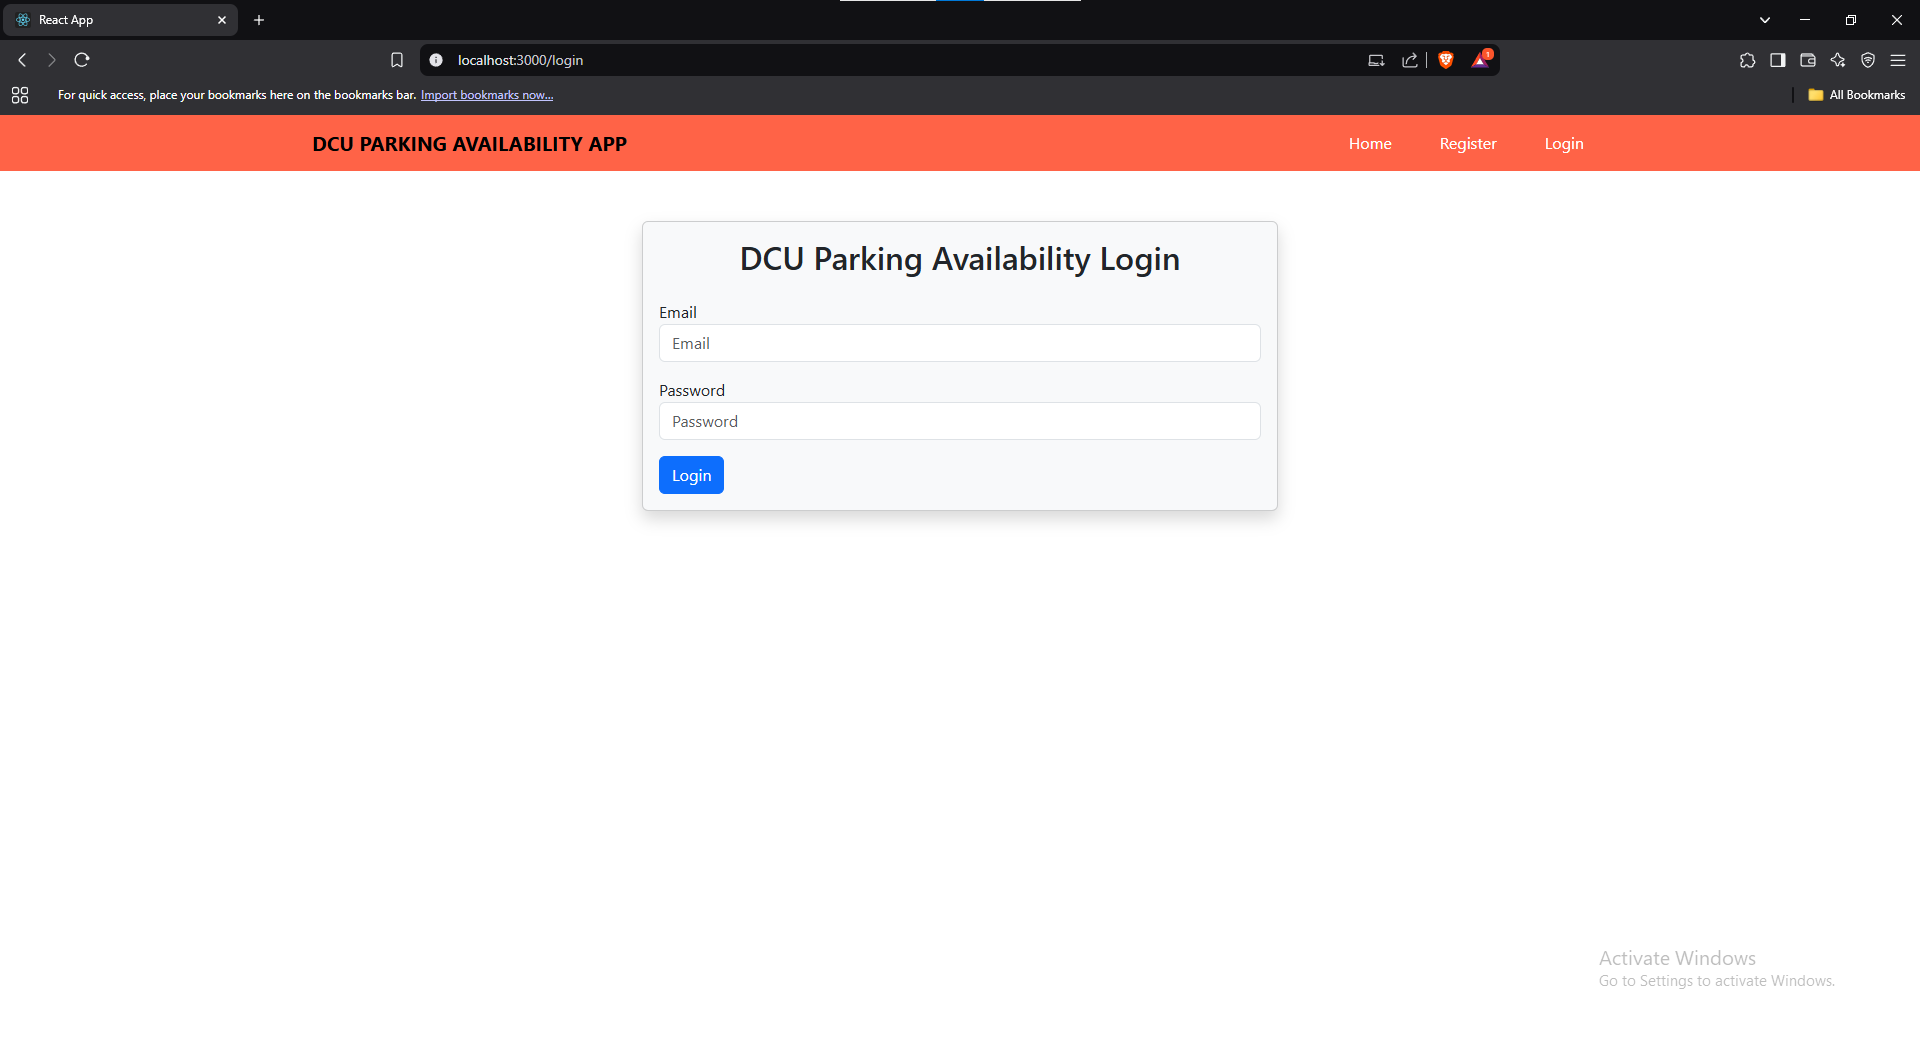 React App
localhost:3000/login
1
For quick access, place your bookmarks here on the bookmarks bar. Import bookmarks now...
All Bookmarks
DCU PARKING AVAILABILITY APP
Home
Register
Login
DCU Parking Availability Login
Email
Email
Password
Password
Login
Activate Windows
Go to Settings to activate Windows.